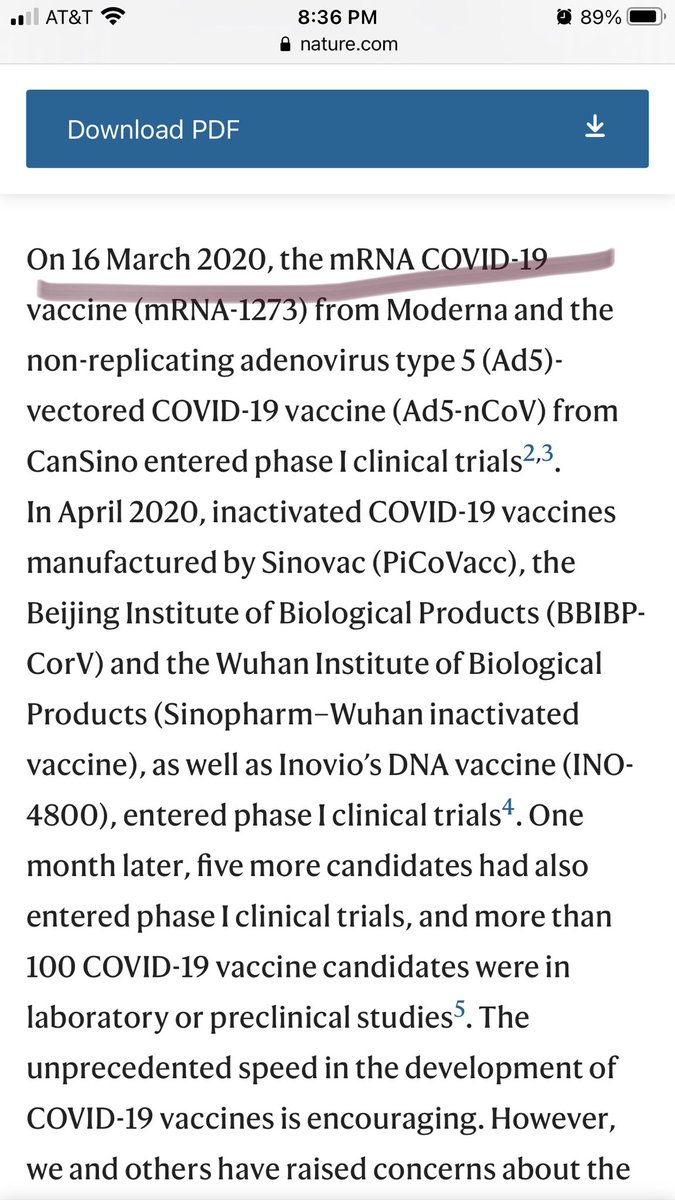 AT&T 8:36 PM 89%
nature.com
Download PDF
On 16 March 2020, the mRNA COVID-19
vaccine (mRNA-1273) from Moderna and the
non-replicating adenovirus type 5 (Ad5)-
vectored COVID-19 vaccine (Ad5-nCoV) from
CanSino entered phase I clinical trials2,3.
In April 2020, inactivated COVID-19 vaccines
manufactured by Sinovac (PiCoVacc), the
Beijing Institute of Biological Products (BBIBP-
CorV) and the Wuhan Institute of Biological
Products (Sinopharm–Wuhan inactivated
vaccine), as well as Inovio’s DNA vaccine (INO-
4800), entered phase I clinical trials4. One
month later, five more candidates had also
entered phase I clinical trials, and more than
100 COVID-19 vaccine candidates were in
laboratory or preclinical studies5. The
unprecedented speed in the development of
COVID-19 vaccines is encouraging. However,
we and others have raised concerns about the